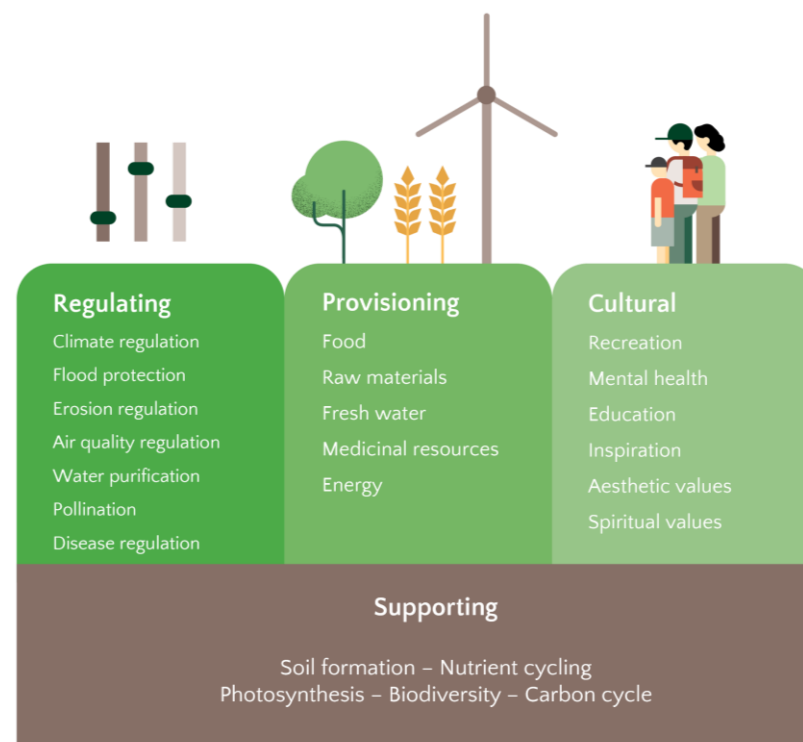 Regulating
Climate regulation
Flood protection
Erosion regulation
Air quality regulation
Water purification
Pollination
Disease regulation
Provisioning
Food
Raw materials
Fresh water
Medicinal resources
Energy
Cultural
Recreation
Mental health
Education
Inspiration
Aesthetic values
Spiritual values
Supporting
Soil formation – Nutrient cycling
Photosynthesis – Biodiversity – Carbon cycle